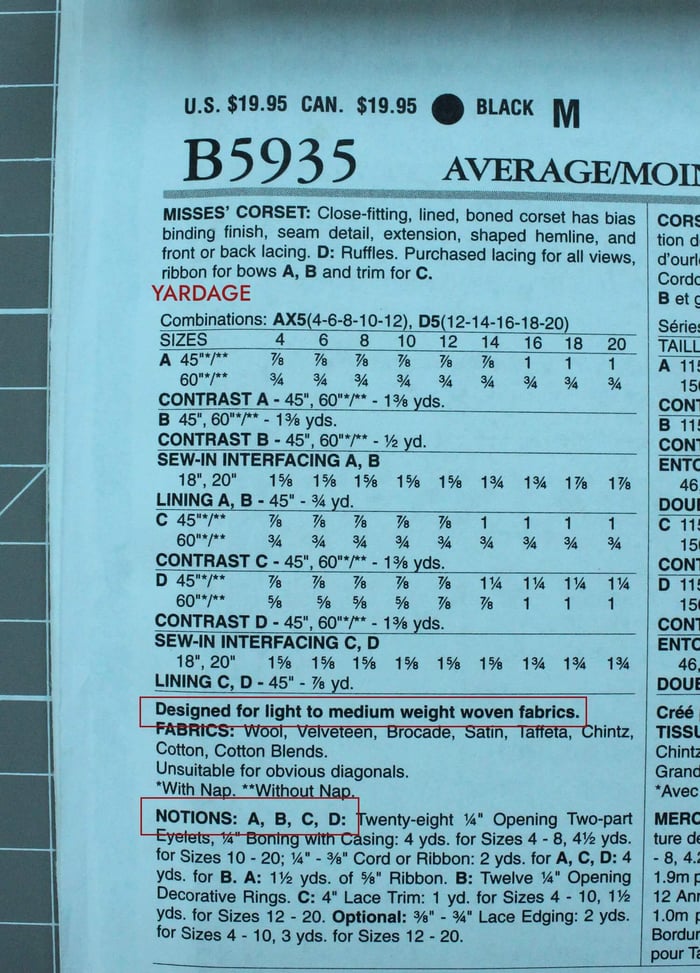 U.S. $19.95 CAN. $19.95 ● BLACK M
B5935 AVERAGE/MOI
MISSES' CORSET: Close-fitting, lined, boned corset has bias
binding finish, seam detail, extension, shaped hemline, and
front or back lacing. D: Ruffles. Purchased lacing for all views,
ribbon for bows A, B and trim for C.
YARDAGE
Combinations: AX5(4-6-8-10-12), D5(12-14-16-18-20)
SIZES 4 6 8 10 12 14 16 18 20
A 45"*/** ⅞ ⅞ ⅞ ⅞ ⅞ ⅞ 1 1 1
60"*/** ¾ ¾ ¾ ¾ ¾ ¾ ¾ ¾ ¾
CONTRAST A - 45", 60"*/** - 1⅜ yds.
B 45", 60"*/** - 1⅜ yds.
CONTRAST B - 45", 60"*/** - ½ yd.
SEW-IN INTERFACING A, B
18", 20" 1⅝ 1⅝ 1⅝ 1⅝ 1⅝ 1¾ 1¾ 1⅞ 1⅞
LINING A, B - 45" - ¾ yd.
C 45"*/** ⅞ ⅞ ⅞ ⅞ ⅞ 1 1 1 1
60"*/** ¾ ¾ ¾ ¾ ¾ ¾ ¾ ¾ ¾
CONTRAST C - 45", 60"*/** - 1⅜ yds.
D 45"*/** ⅞ ⅞ ⅞ ⅞ ⅞ 1¼ 1¼ 1¼ 1¼
60"*/** ⅝ ⅝ ⅝ ⅝ ⅞ ⅞ 1 1 1
CONTRAST D - 45", 60"*/** - 1⅜ yds.
SEW-IN INTERFACING C, D
18", 20" 1⅝ 1⅝ 1⅝ 1⅝ 1⅝ 1⅝ 1¾ 1¾ 1¾
LINING C, D - 45" - ⅞ yd.
Designed for light to medium weight woven fabrics.
FABRICS: Wool, Velveteen, Brocade, Satin, Taffeta, Chintz,
Cotton, Cotton Blends.
Unsuitable for obvious diagonals.
*With Nap. **Without Nap.
NOTIONS: A, B, C, D: Twenty-eight ¼" Opening Two-part
Eyelets, ¼" Boning with Casing: 4 yds. for Sizes 4 - 8, 4½ yds.
for Sizes 10 - 20; ¼" - ⅜" Cord or Ribbon: 2 yds. for A, C, D: 4
yds. for B. A: 1½ yds. of ⅝" Ribbon. B: Twelve ¼" Opening
Decorative Rings. C: 4" Lace Trim: 1 yd. for Sizes 4 - 10, 1½
yds. for Sizes 12 - 20. Optional: ⅜" - ¾" Lace Edging: 2 yds.
for Sizes 4 - 10, 3 yds. for Sizes 12 - 20.
CORS
tion d
d'ourl
Cordo
B et g
Séries
TAILL
A 115
150
CONT
B 115
CONT
ENTO
46,
DOUB
C 115
150
CONT
D 115
150
CONT
ENTO
46,
DOUB
Créé p
TISSU
Chintz
Grand
*Avec
MERC
ture de
- 8, 4.2
1.9m p
12 Ann
1.0m p
Bordur
pour Ta